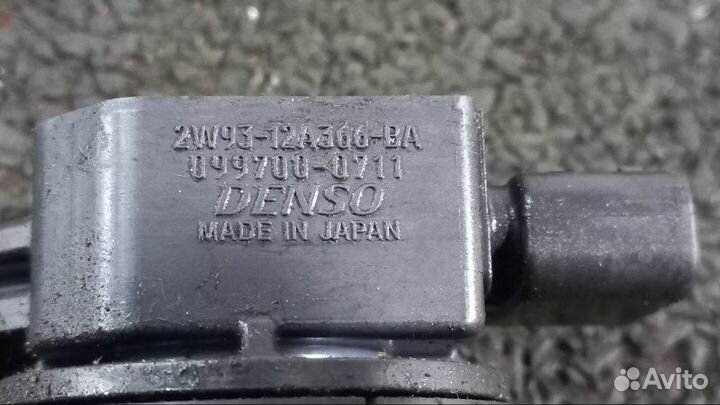 2W93-12A366-BA
099700-0711
DENSO
MADE IN JAPAN
Avito